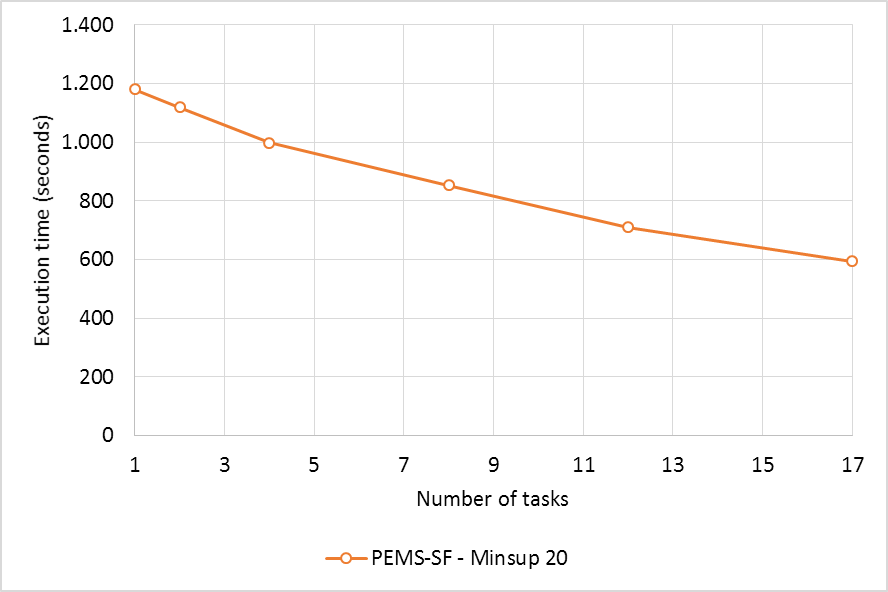 1.400
1.200
1.000
800
600
400
200
0
Execution time (seconds)
1 3 5 7 9 11 13 15 17
Number of tasks
PEMS-SF - Minsup 20